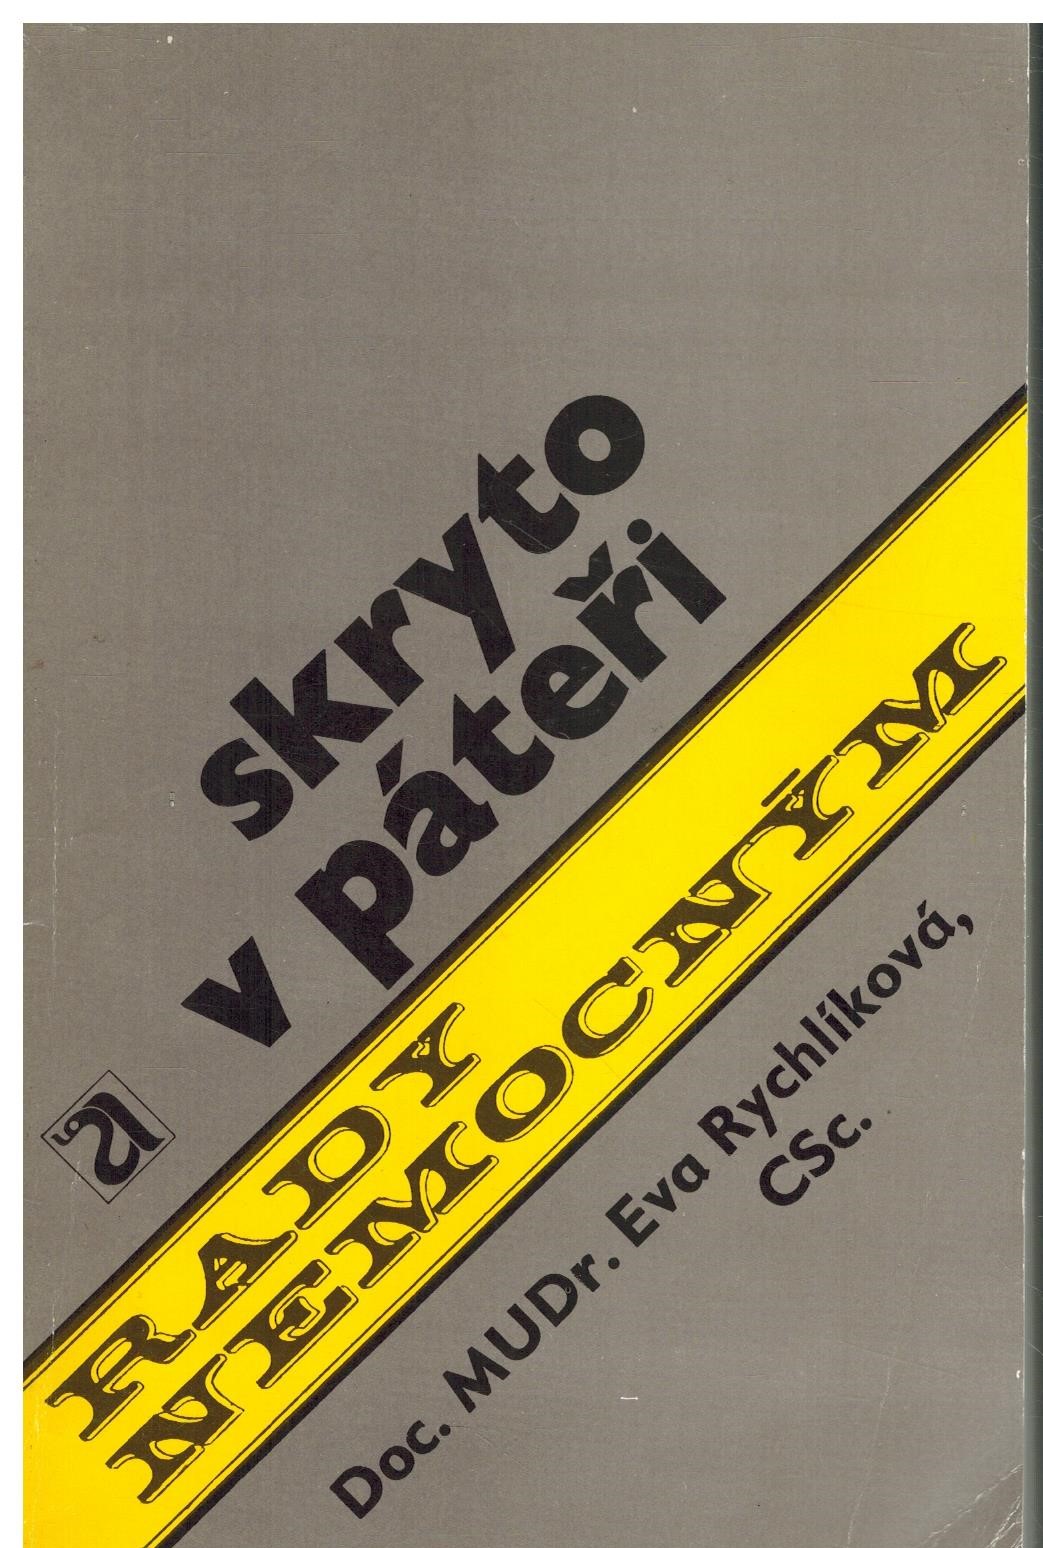 skryto
v páteři
RADY
NEMOCNÝM
Doc. MUDr. Eva Rychlíková,
CSc.